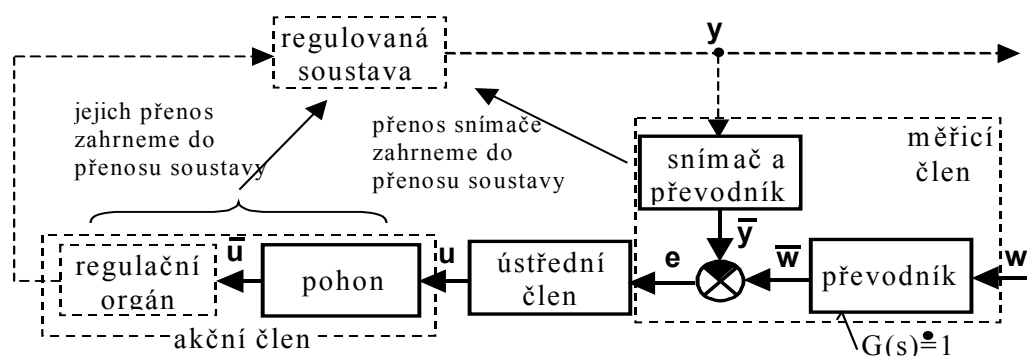 regulovaná
soustava
y
jejich přenos
zahrneme do
přenosu soustavy
přenos snímače
zahrneme do
přenosu soustavy
měřicí
člen
snímač a
převodník
y̅
u̅
u
e
w̅
w
regulační
orgán
pohon
ústřední
člen
převodník
akční člen
G(s)≐1